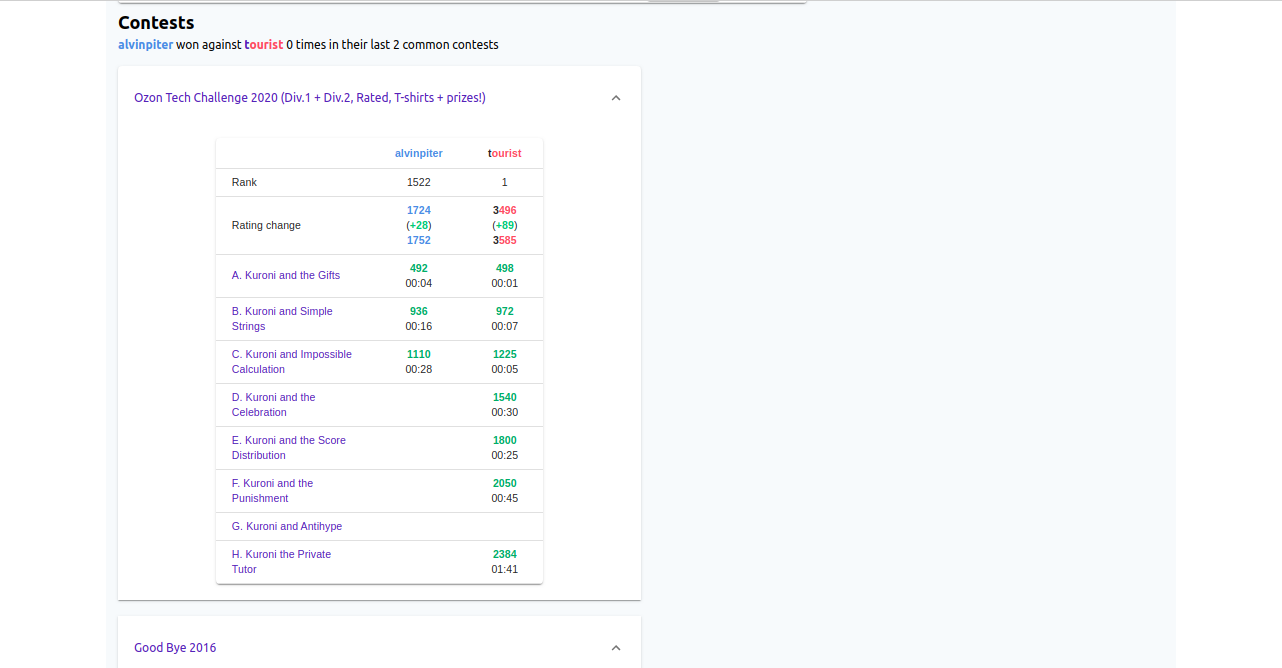 Contests
alvinpiter won against tourist 0 times in their last 2 common contests
Ozon Tech Challenge 2020 (Div.1 + Div.2, Rated, T-shirts + prizes!)
alvinpiter tourist
Rank 1522 1
1724 3496
Rating change (+28) (+89)
1752 3585
A. Kuroni and the Gifts 492 498
00:04 00:01
B. Kuroni and Simple 936 972
Strings 00:16 00:07
C. Kuroni and Impossible 1110 1225
Calculation 00:28 00:05
D. Kuroni and the 1540
Celebration 00:30
E. Kuroni and the Score 1800
Distribution 00:25
F. Kuroni and the 2050
Punishment 00:45
G. Kuroni and Antihype
H. Kuroni the Private 2384
Tutor 01:41
Good Bye 2016